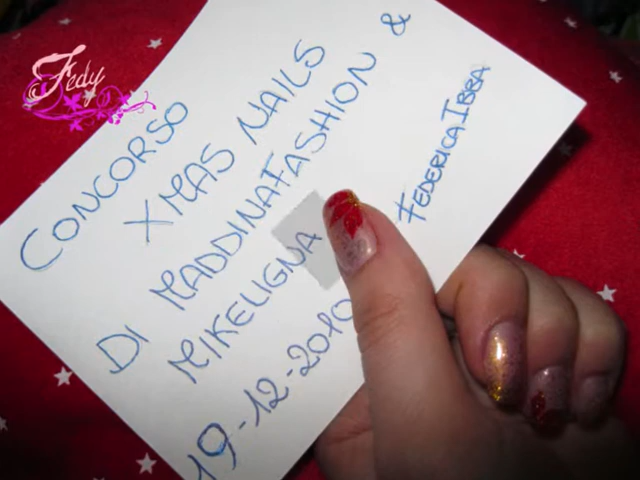 Fedy
CONCORSO
XMAS NAILS
DI MADDINAFASHION &
MIKELIGNA
19-12-2010
FEDERICA IBBA